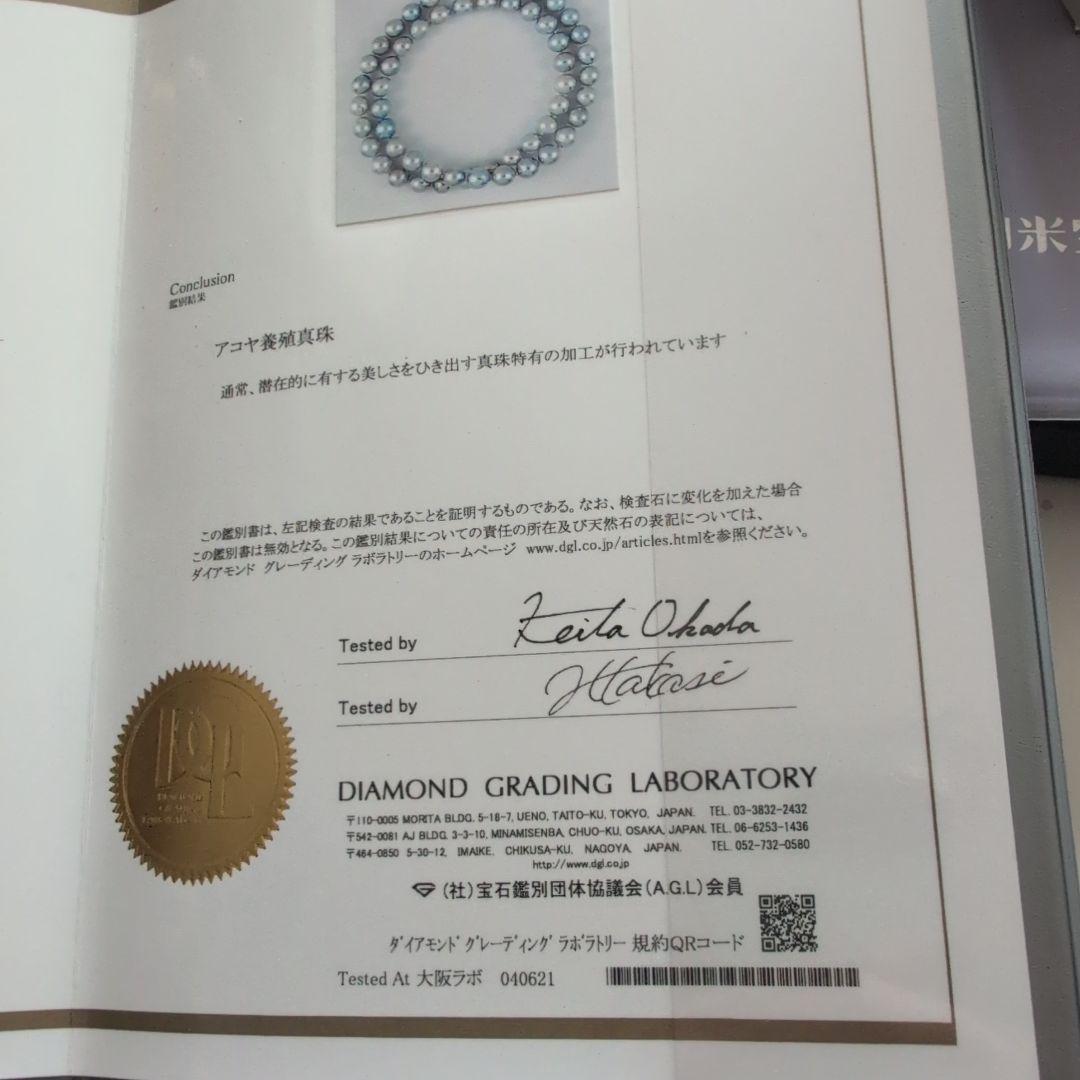 米
Conclusion
鑑別結果
アコヤ養殖真珠
通常、潜在的に有する美しさをひき出す真珠特有の加工が行われています
この鑑別書は、左記検査の結果であることを証明するものである。なお、検査石に変化を加えた場合
この鑑別書は無効となる。この鑑別結果についての責任の所在及び天然石の表記については、
ダイアモンド グレーディング ラボラトリーのホームページ www.dgl.co.jp/articles.htmlを参照ください。
Tested by Keita Okada
Tested by
DGL
DIAMOND GRADING LABORATORY
〒110-0005 MORITA BLDG. 5-18-7, UENO, TAITO-KU, TOKYO, JAPAN. TEL. 03-3832-2432
〒542-0081 AJ BLDG. 3-3-10, MINAMISENBA, CHUO-KU, OSAKA, JAPAN. TEL. 06-6253-1436
〒464-0850 5-30-12, IMAIKE, CHIKUSA-KU, NAGOYA, JAPAN. TEL. 052-732-0580
http://www.dgl.co.jp
(社)宝石鑑別団体協議会(A.G.L)会員
ﾀﾞｲｱﾓﾝﾄﾞ ｸﾞﾚｰﾃﾞｨﾝｸﾞ ﾗﾎﾞﾗﾄﾘｰ 規約QRコード
Tested At 大阪ラボ 040621